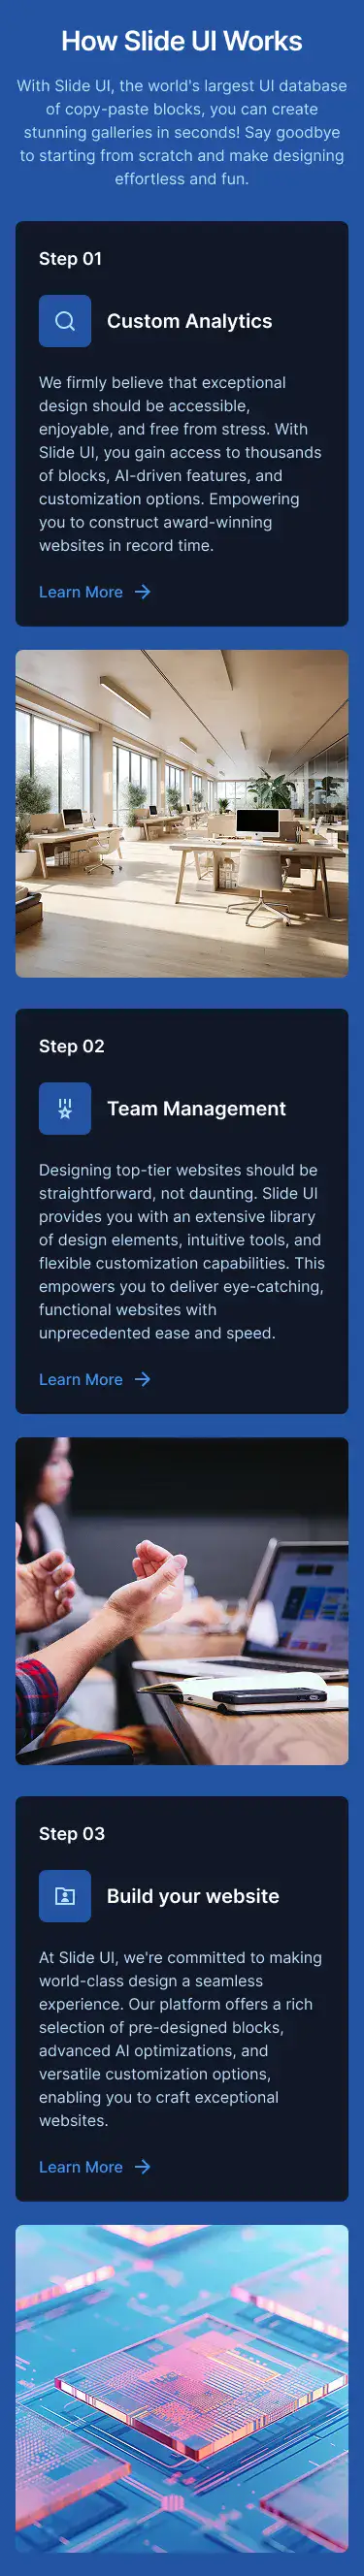 How Slide UI Works
With Slide UI, the world's largest UI database
of copy-paste blocks, you can create
stunning galleries in seconds! Say goodbye
to starting from scratch and make designing
effortless and fun.
Step 01
Custom Analytics
We firmly believe that exceptional
design should be accessible,
enjoyable, and free from stress. With
Slide UI, you gain access to thousands
of blocks, AI-driven features, and
customization options. Empowering
you to construct award-winning
websites in record time.
Learn More
Step 02
Team Management
Designing top-tier websites should be
straightforward, not daunting. Slide UI
provides you with an extensive library
of design elements, intuitive tools, and
flexible customization capabilities. This
empowers you to deliver eye-catching,
functional websites with
unprecedented ease and speed.
Learn More
Step 03
Build your website
At Slide UI, we're committed to making
world-class design a seamless
experience. Our platform offers a rich
selection of pre-designed blocks,
advanced AI optimizations, and
versatile customization options,
enabling you to craft exceptional
websites.
Learn More